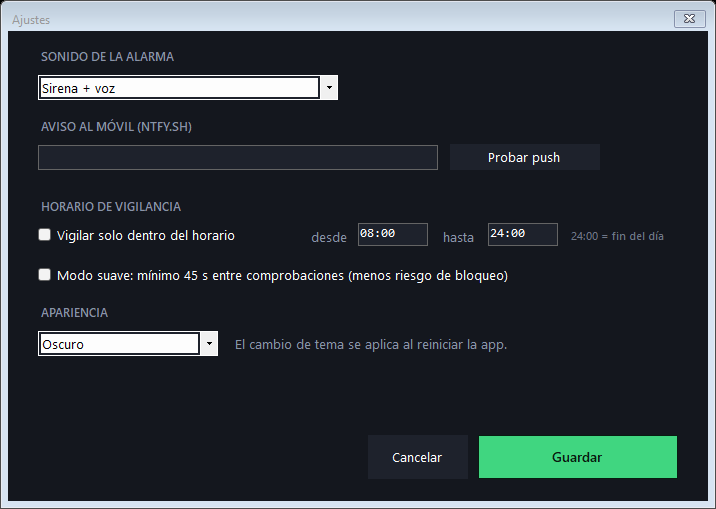 Ajustes
SONIDO DE LA ALARMA
Sirena + voz
AVISO AL MÓVIL (NTFY.SH)
Probar push
HORARIO DE VIGILANCIA
Vigilar solo dentro del horario desde 08:00 hasta 24:00 24:00 = fin del día
Modo suave: mínimo 45 s entre comprobaciones (menos riesgo de bloqueo)
APARIENCIA
Oscuro El cambio de tema se aplica al reiniciar la app.
Cancelar Guardar